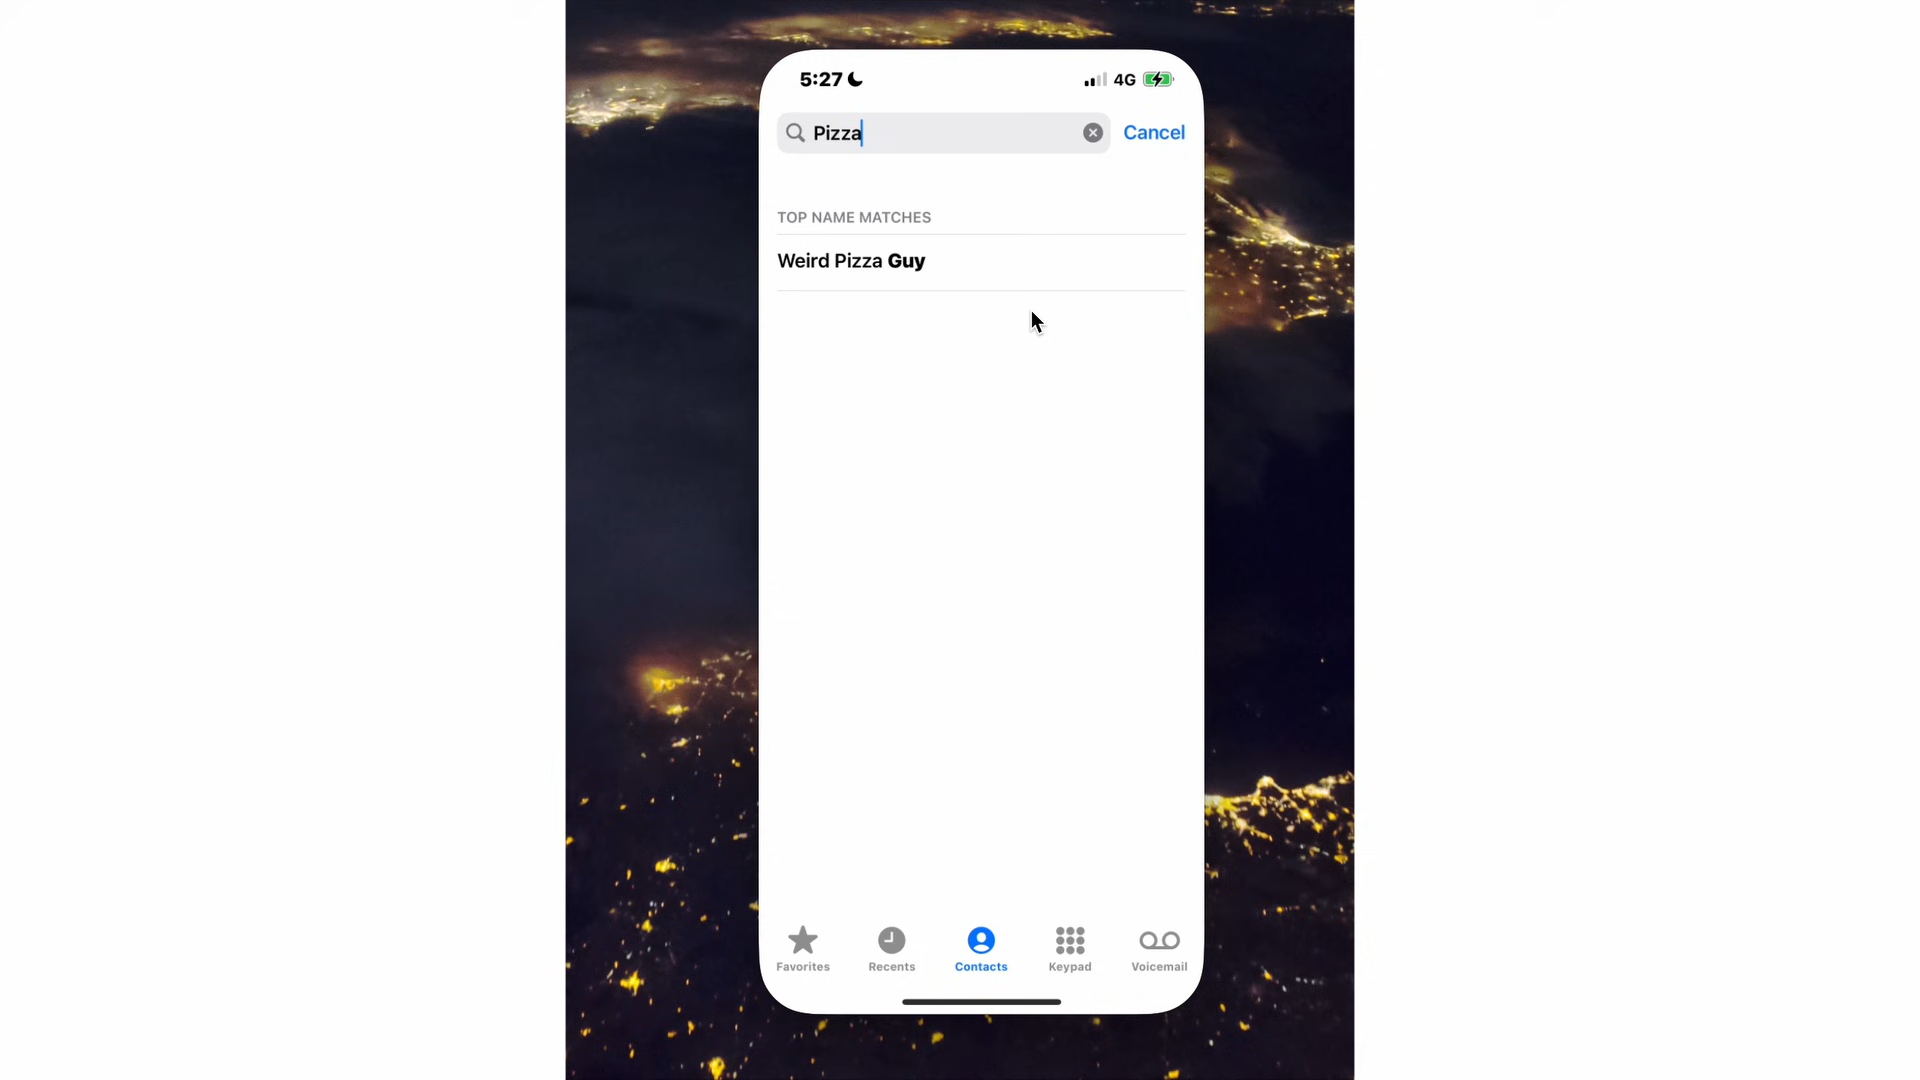 5:27 4G
Pizza
Cancel
TOP NAME MATCHES
Weird Pizza Guy
Favorites Recents Contacts Keypad Voicemail